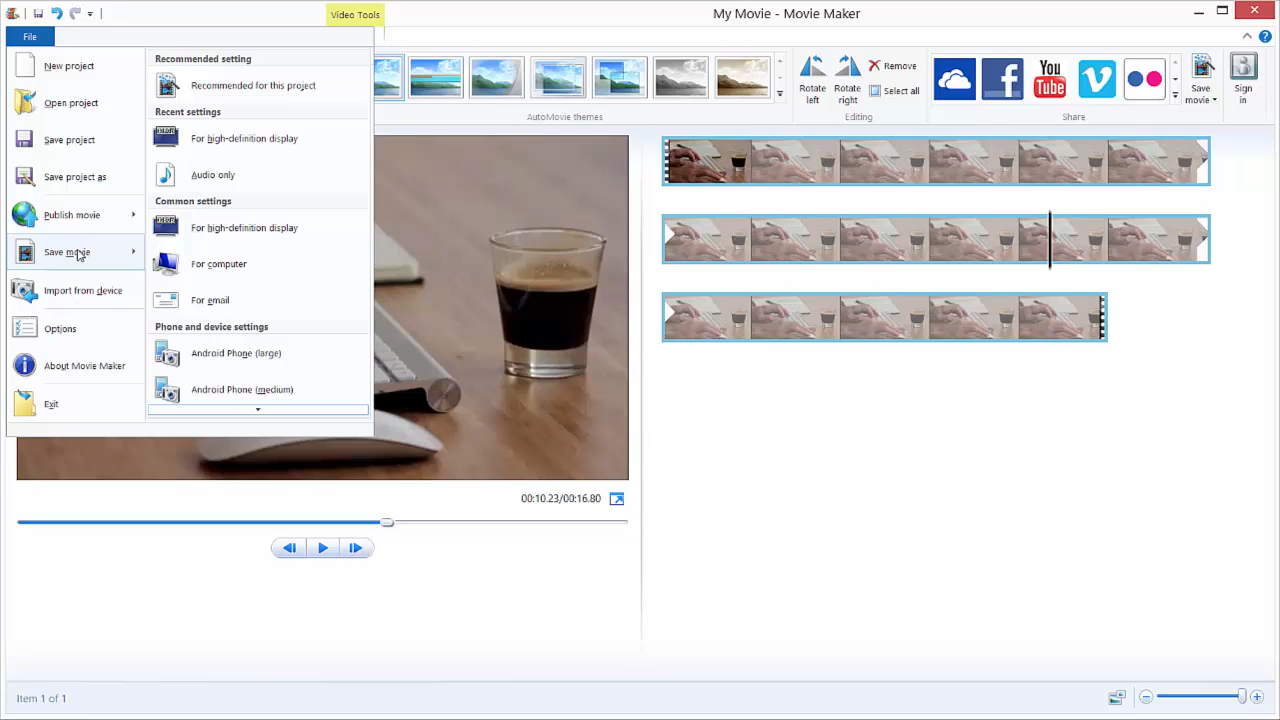 Video Tools
My Movie - Movie Maker
File
New project
Open project
Save project
Save project as
Publish movie
Save movie
Import from device
Options
About Movie Maker
Exit
Recommended setting
Recommended for this project
Recent settings
For high-definition display
Audio only
Common settings
For high-definition display
For computer
For email
Phone and device settings
Android Phone (large)
Android Phone (medium)
AutoMovie themes
Rotate left
Rotate right
Remove
Select all
Editing
You Tube
Share
Save movie
Sign in
00:10.23/00:16.80
Item 1 of 1